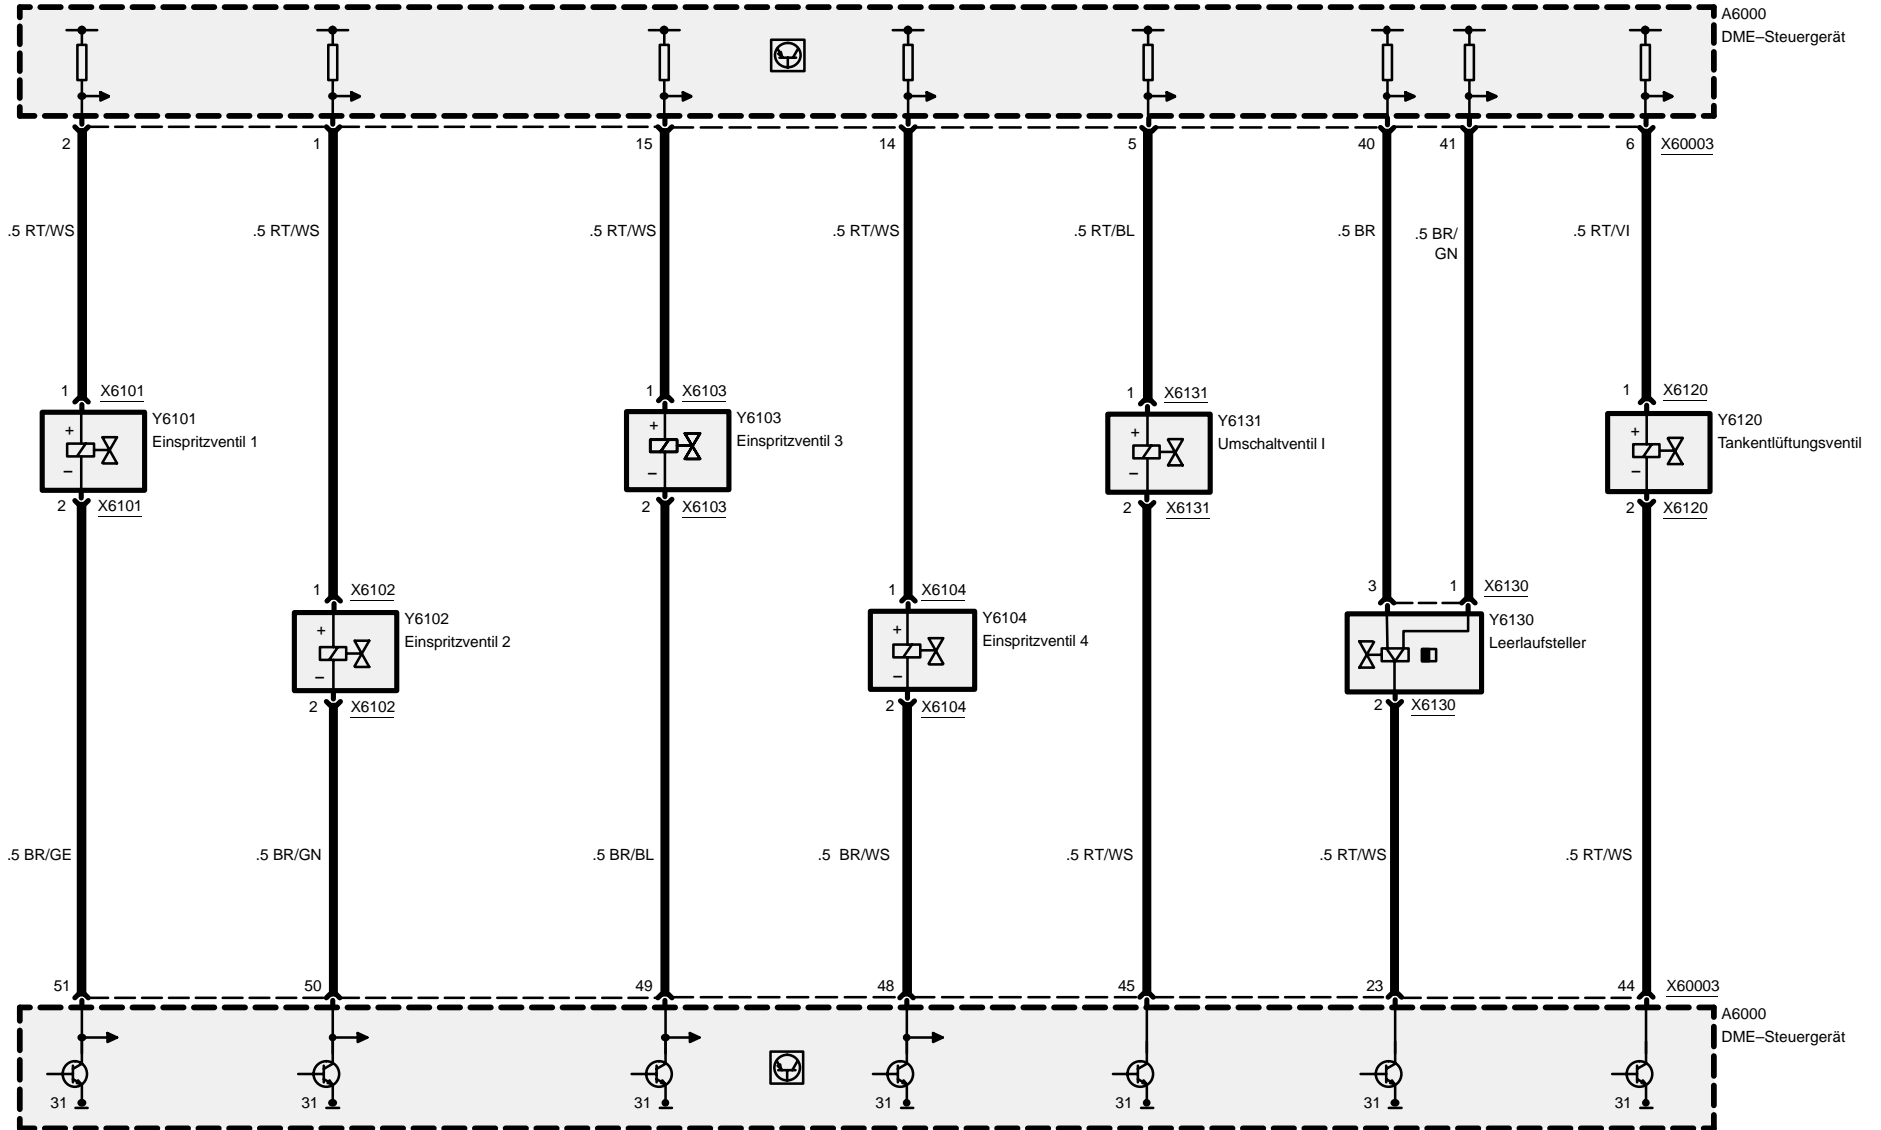 A6000
DME–Steuergerät
2 1 15 14 5 40 41 6 X60003
.5 RT/WS .5 RT/WS .5 RT/WS .5 RT/WS .5 RT/BL .5 BR .5 BR/ .5 RT/VI
GN
1 X6101 1 X6103 1 X6131 1 X6120
Y6101 Y6103 Y6131 Y6120
Einspritzventil 1 Einspritzventil 3 Umschaltventil I Tankentlüftungsventil
+ + + +
– – – –
2 X6101 2 X6103 2 X6131 2 X6120
1 X6102 1 X6104 3 1 X6130
Y6102 Y6104 Y6130
Einspritzventil 2 Einspritzventil 4 Leerlaufsteller
+ +
– –
2 X6102 2 X6104 2 X6130
.5 BR/GE .5 BR/GN .5 BR/BL .5 BR/WS .5 RT/WS .5 RT/WS .5 RT/WS
51 50 49 48 45 23 44 X60003
A6000
DME–Steuergerät
31 31 31 31 31 31 31